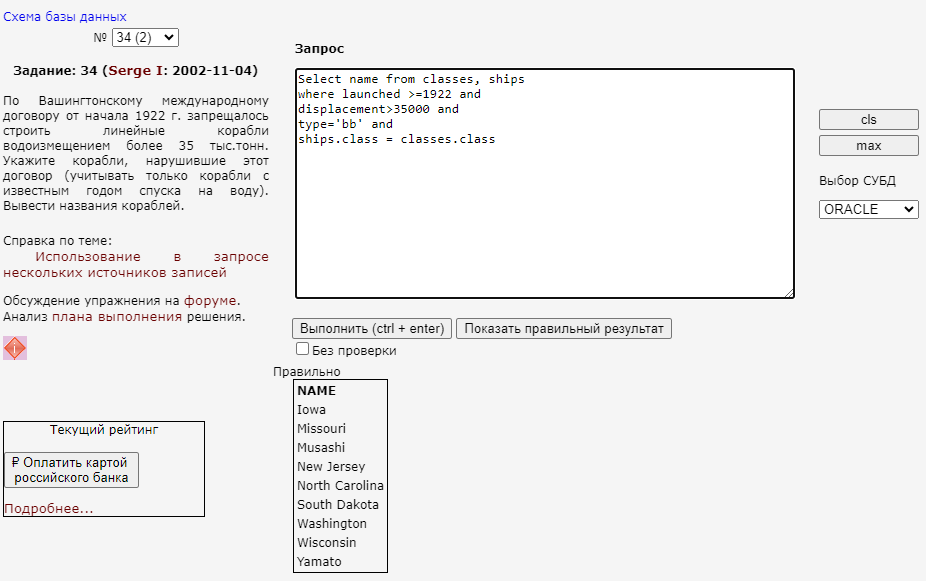 Схема базы данных
№ 34 (2)
Задание: 34 (Serge I: 2002-11-04)
По Вашингтонскому международному
договору от начала 1922 г. запрещалось
строить линейные корабли
водоизмещением более 35 тыс.тонн.
Укажите корабли, нарушившие этот
договор (учитывать только корабли c
известным годом спуска на воду).
Вывести названия кораблей.
Справка по теме:
Использование в запросе
нескольких источников записей
Обсуждение упражнения на форуме.
Анализ плана выполнения решения.
Текущий рейтинг
₽ Оплатить картой
российского банка
Подробнее...
Запрос
Select name from classes, ships
where launched >=1922 and
displacement>35000 and
type='bb' and
ships.class = classes.class
Выполнить (ctrl + enter) Показать правильный результат
Без проверки
Правильно
NAME
Iowa
Missouri
Musashi
New Jersey
North Carolina
South Dakota
Washington
Wisconsin
Yamato
cls
max
Выбор СУБД
ORACLE